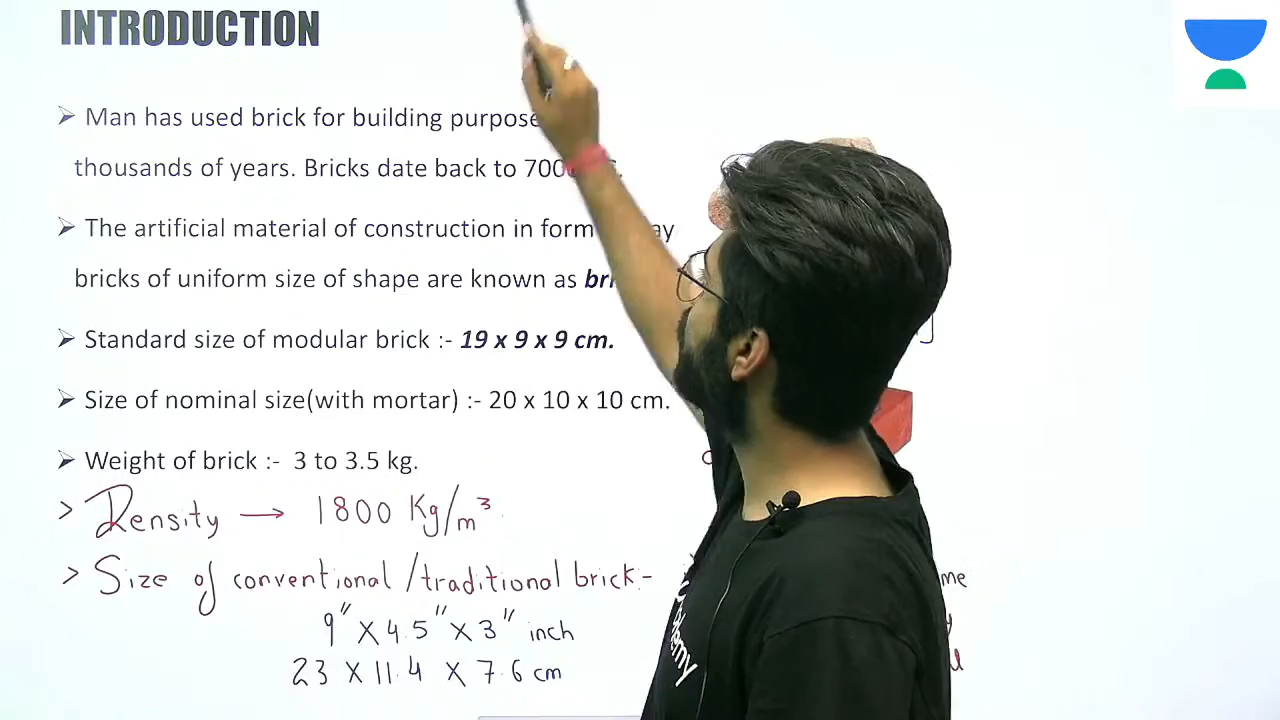 INTRODUCTION
➢ Man has used brick for building purpose
thousands of years. Bricks date back to 700
➢ The artificial material of construction in form
bricks of uniform size of shape are known as
➢ Standard size of modular brick :- 19 x 9 x 9 cm.
➢ Size of nominal size(with mortar) :- 20 x 10 x 10 cm.
➢ Weight of brick :- 3 to 3.5 kg.
> Density → 1800 Kg/m³
> Size of conventional/traditional brick:-
9" X 4.5" X 3" inch
23 X 11.4 X 7.6 cm